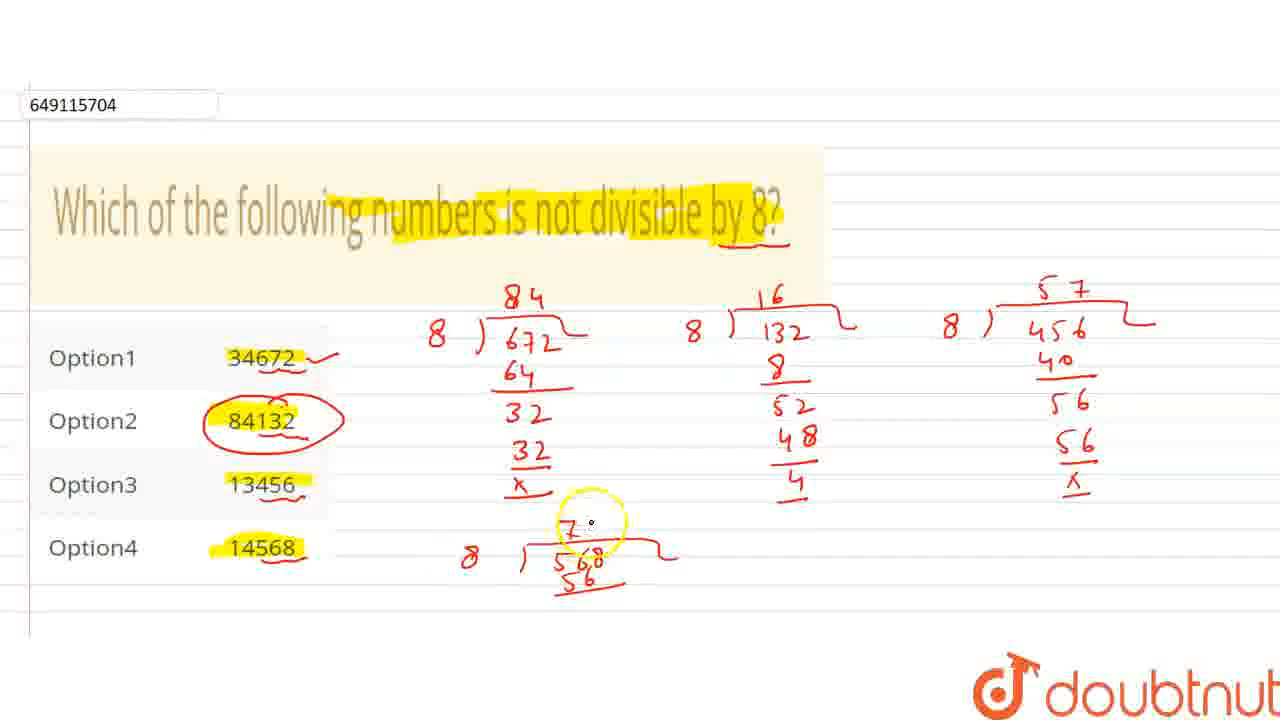 649115704
Which of the following numbers is not divisible by 8?
Option1 34672
Option2 84132
Option3 13456
Option4 14568
84
8 ) 672
64
32
32
x
16
8 ) 132
8
52
48
4
57
8 ) 456
40
56
56
x
7
8 ) 568
56
doubtnut